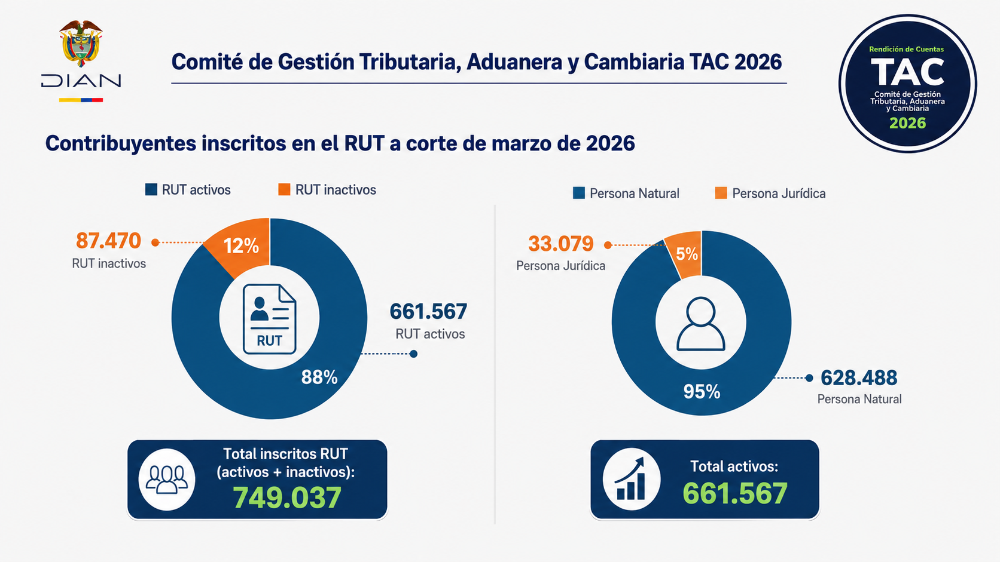 DIAN
Comité de Gestión Tributaria, Aduanera y Cambiaria TAC 2026
Rendición de Cuentas
TAC
Comité de Gestión
Tributaria, Aduanera
y Cambiaria
2026
Contribuyentes inscritos en el RUT a corte de marzo de 2026
RUT activos
RUT inactivos
87.470
RUT inactivos
12%
RUT
661.567
RUT activos
88%
Total inscritos RUT
(activos + inactivos):
749.037
Persona Natural
Persona Jurídica
33.079
Persona Jurídica
5%
628.488
Persona Natural
95%
Total activos:
661.567